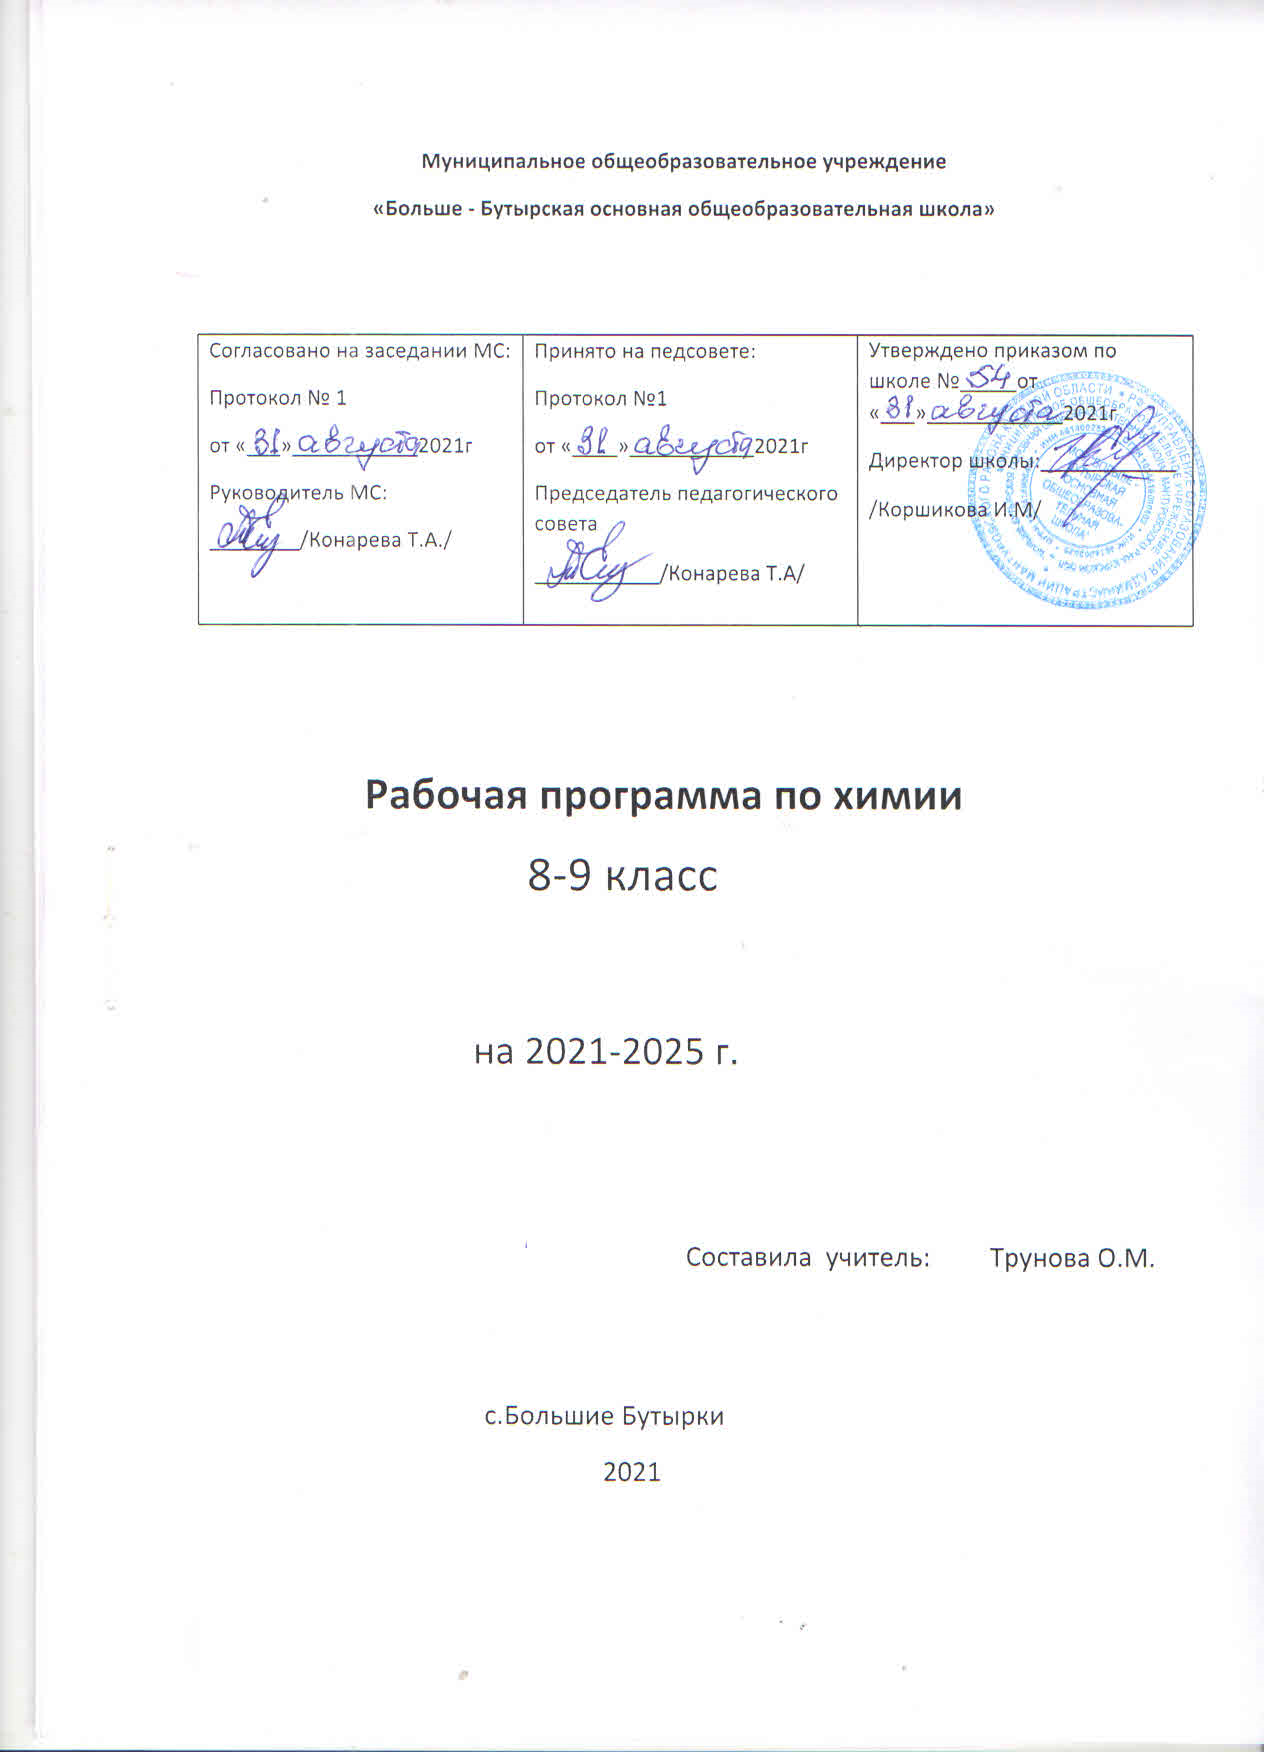 Муниципальное общеобразовательное учреждение
«Больше - Бутырская основная общеобразовательная школа»
Согласовано на заседании МС:
Протокол № 1
от «31» августа 2021г
Руководитель МС:
/Конарева Т.А./
Принято на педсовете:
Протокол №1
от «31» августа 2021г
Председатель педагогического
совета
/Конарева Т.А/
Утверждено приказом по
школе № 54 от
«31» августа 2021г
Директор школы:
/Коршикова И.М/
Рабочая программа по химии
8-9 класс
на 2021-2025 г.
Составила учитель: Трунова О.М.
с.Большие Бутырки
2021